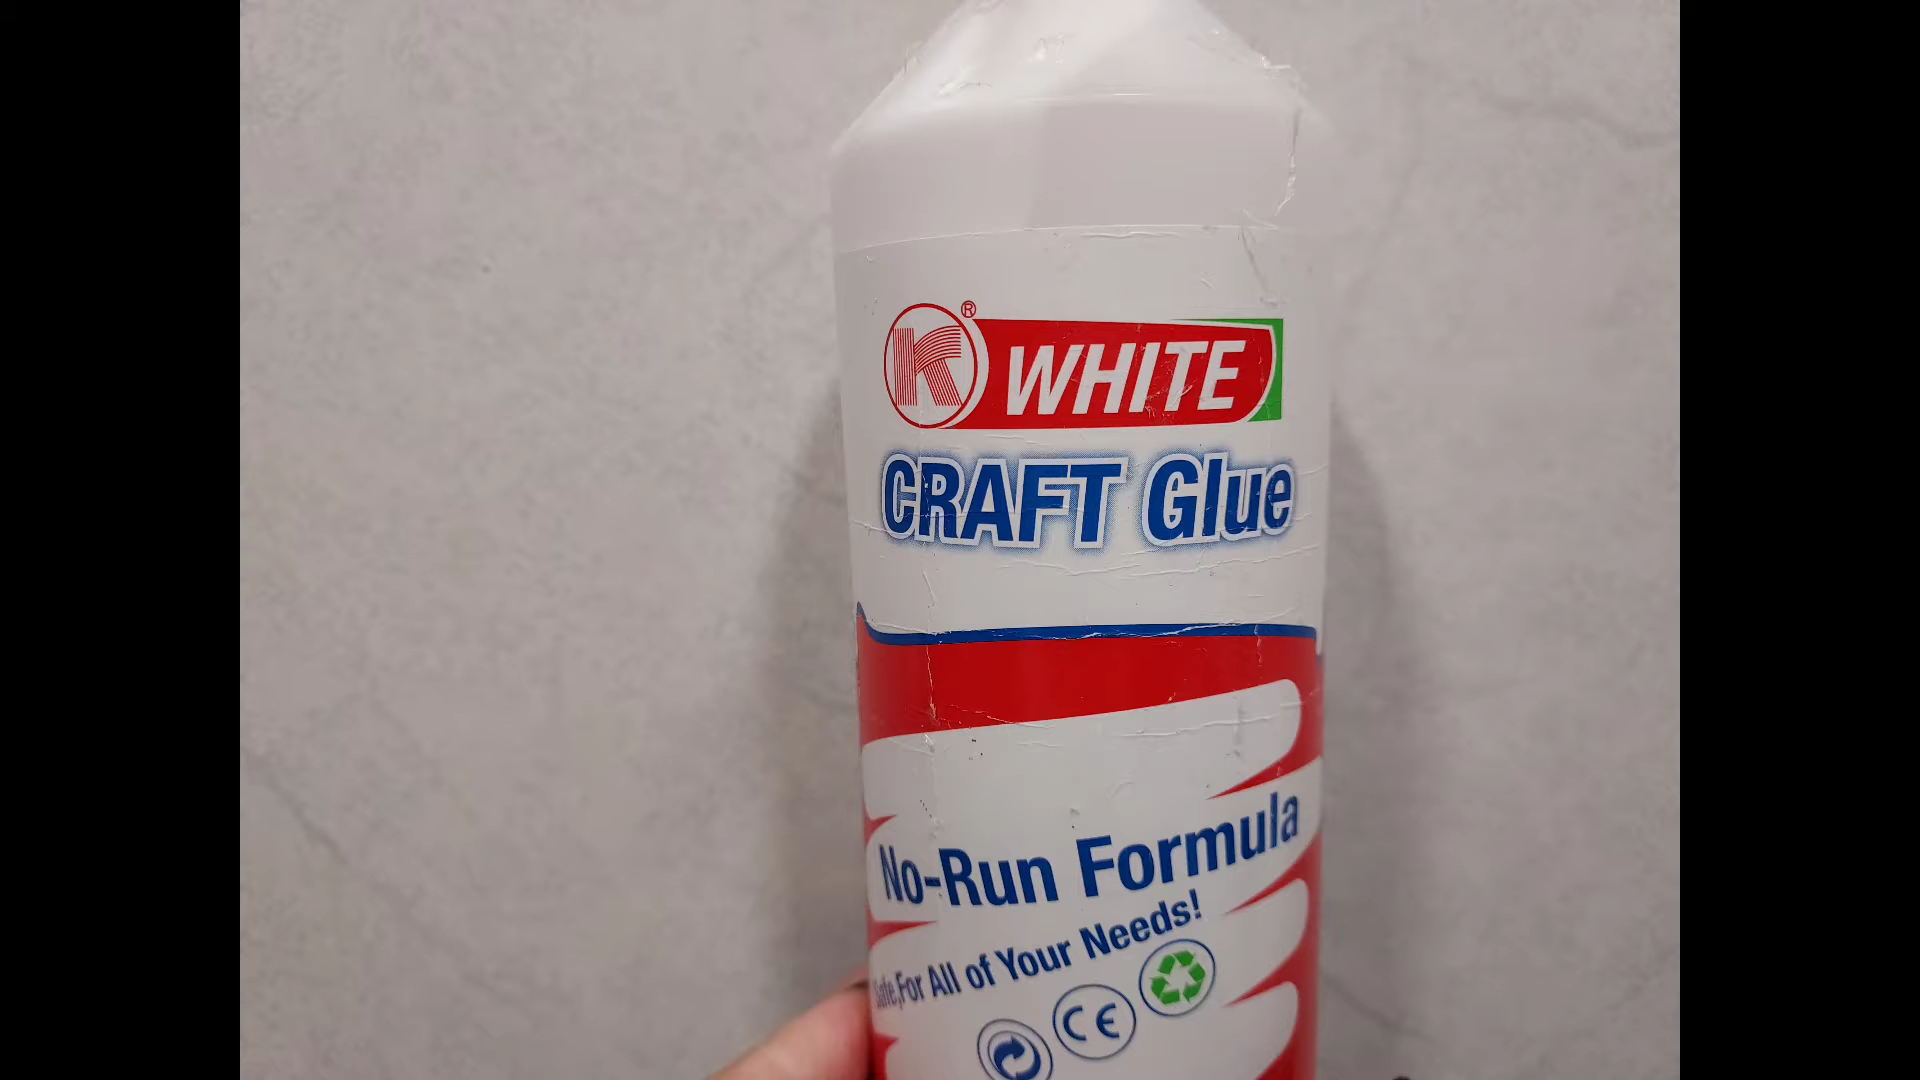 K®
WHITE
CRAFT Glue
No-Run Formula
Safe,For All of Your Needs!
CE